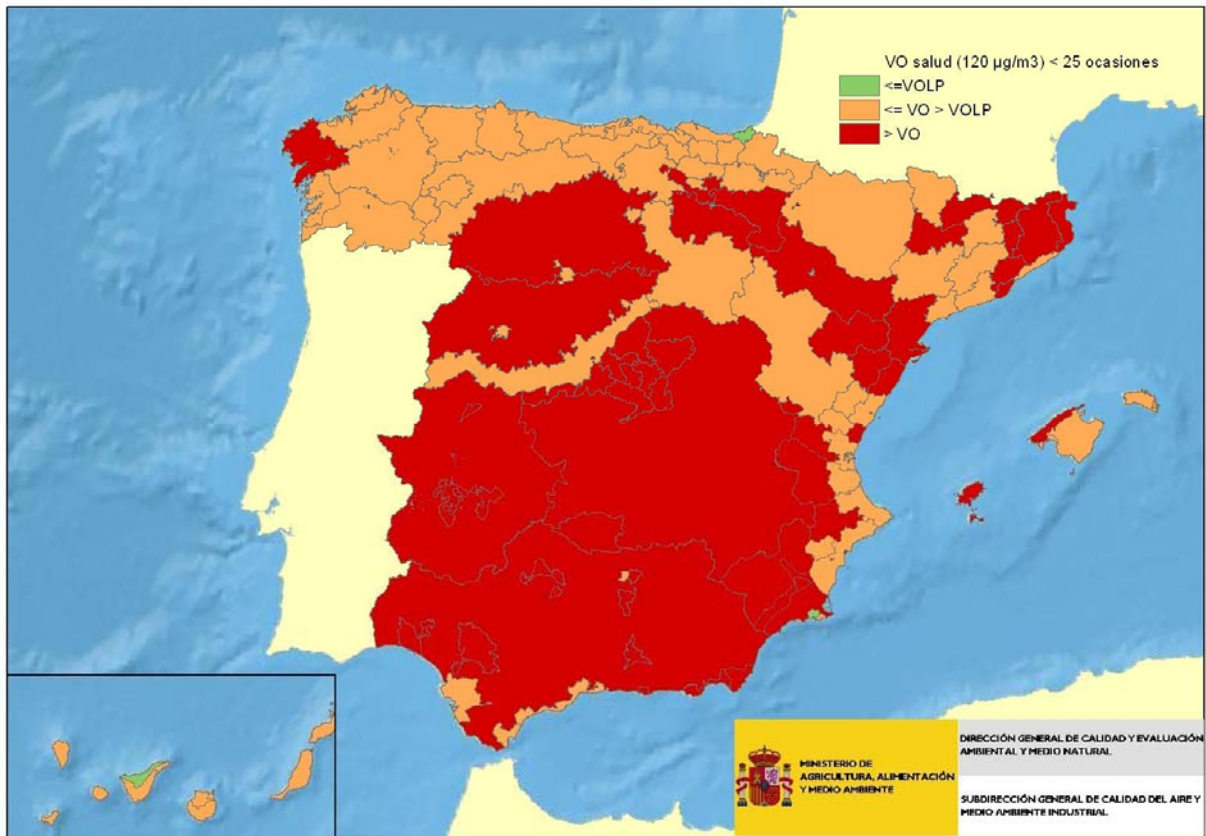 VO salud (120 µg/m3) < 25 ocasiones
<=VOLP
<= VO > VOLP
> VO
MINISTERIO DE
AGRICULTURA, ALIMENTACIÓN
Y MEDIO AMBIENTE
DIRECCIÓN GENERAL DE CALIDAD Y EVALUACIÓN
AMBIENTAL Y MEDIO NATURAL
SUBDIRECCIÓN GENERAL DE CALIDAD DEL AIRE Y
MEDIO AMBIENTE INDUSTRIAL